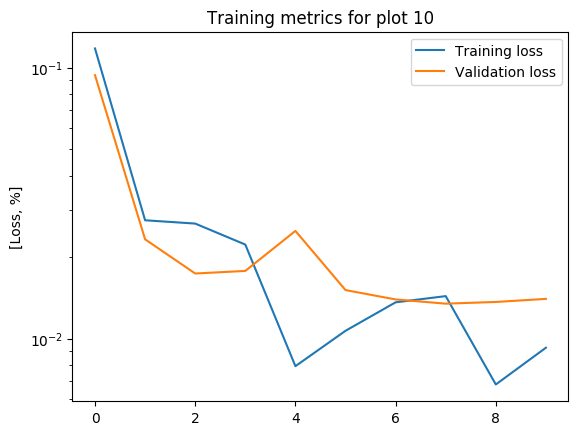 Training metrics for plot 10
Training loss
Validation loss
[Loss, %]
10⁻¹
10⁻²
0 2 4 6 8